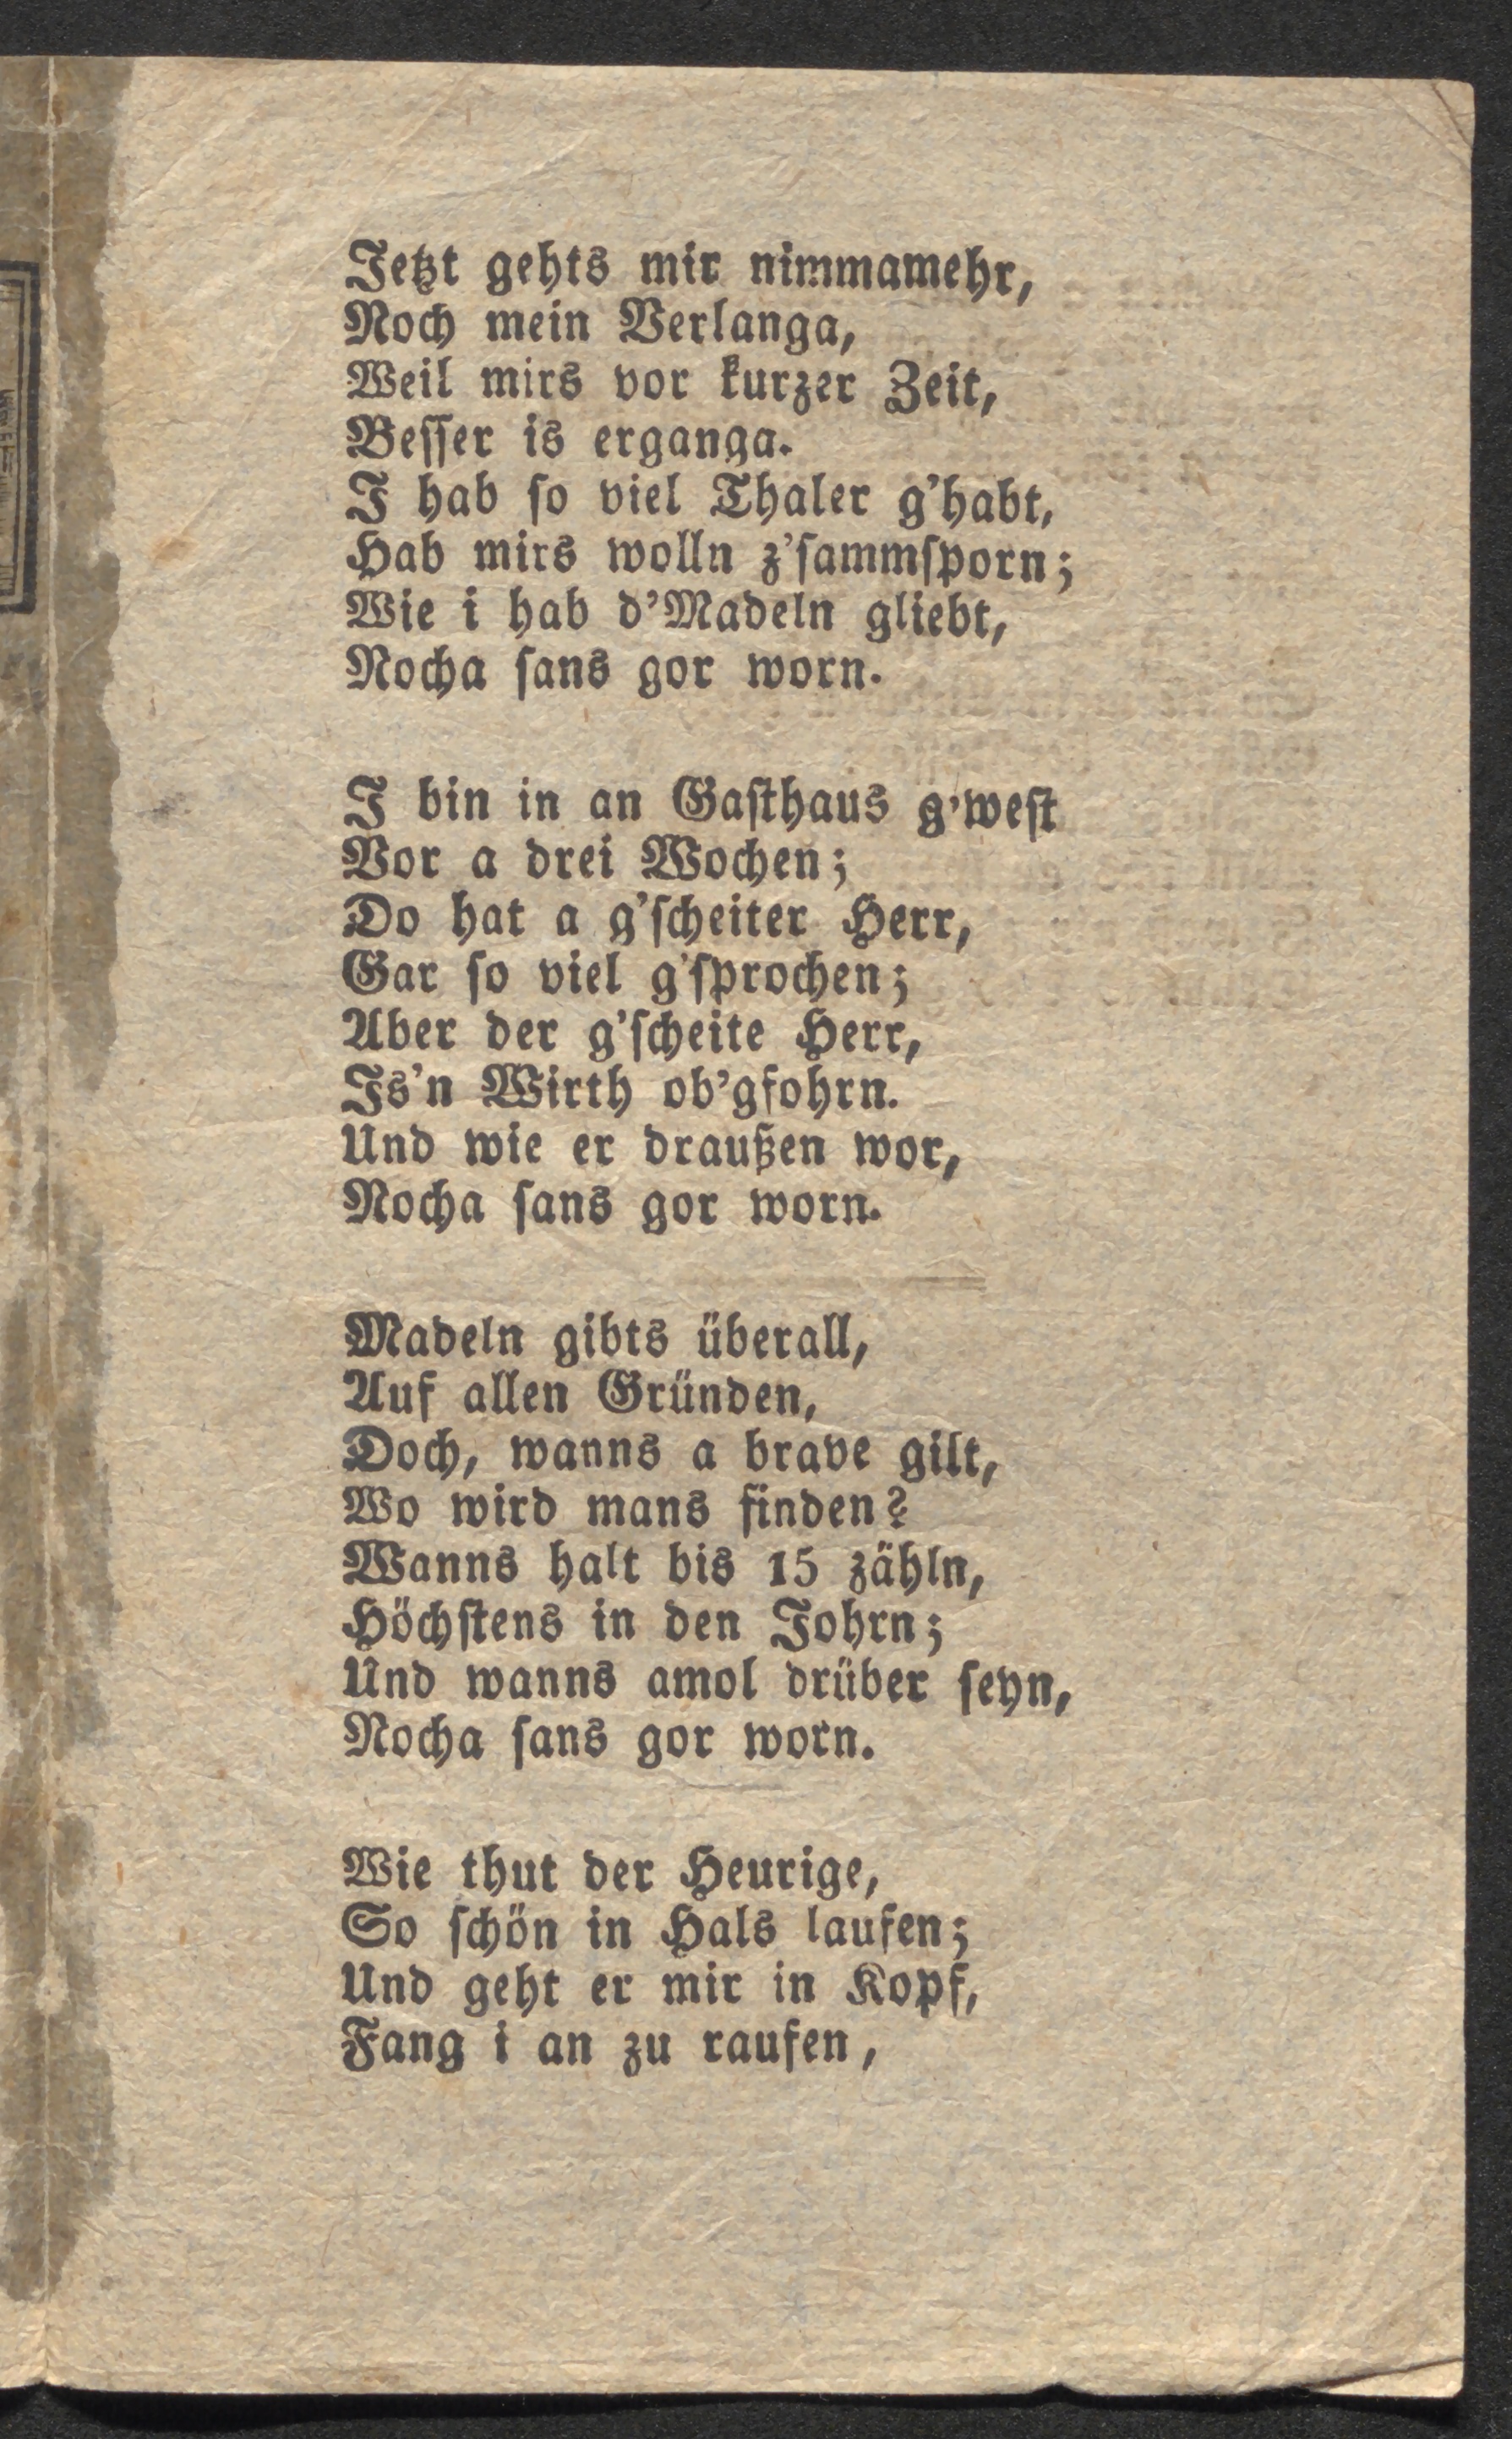 Jetzt gehts mir nimmamehr,
Noch mein Verlanga,
Weil mirs vor kurzer Zeit,
Besser is erganga.
I hab so viel Thaler g'habt,
Hab mirs wolln z'sammsporn;
Wie i hab d'Madeln gliebt,
Nocha sans gor worn.
I bin in an Gasthaus g'west
Vor a drei Wochen;
Do hat a g'scheiter Herr,
Gar so viel g'sprochen;
Aber der g'scheite Herr,
Is'n Wirth ob'gfohrn.
Und wie er draußen wor,
Nocha sans gor worn.
Madeln gibts überall,
Auf allen Gründen,
Doch, wanns a brave gilt,
Wo wird mans finden?
Wanns halt bis 15 zähln,
Höchstens in den Johrn;
Und wanns amol drüber seyn,
Nocha sans gor worn.
Wie thut der Heurige,
So schön in Hals laufen;
Und geht er mir in Kopf,
Fang i an zu raufen,